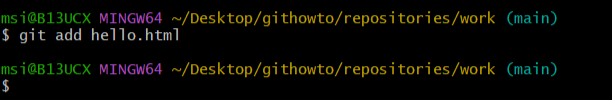 msi@B13UCX MINGW64 ~/Desktop/githowto/repositories/work (main)
$ git add hello.html
msi@B13UCX MINGW64 ~/Desktop/githowto/repositories/work (main)
$